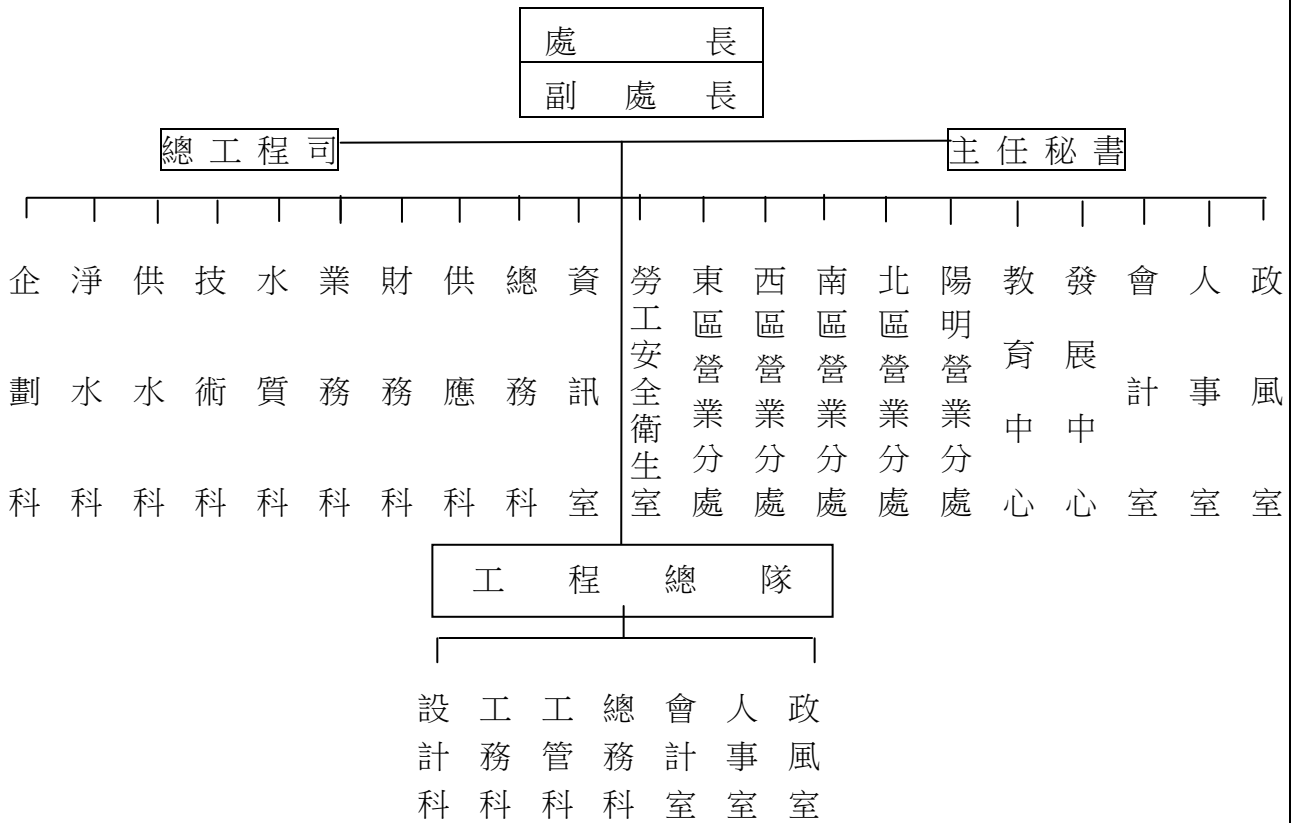 處長
副處長
總工程司
主任秘書
企劃科
淨水科
供水科
技術科
水質科
業務科
財務科
供應科
總務科
資訊室
勞工安全衛生室
東區營業分處
西區營業分處
南區營業分處
北區營業分處
陽明營業分處
教育中心
發展中心
會計室
人事室
政風室
工程總隊
設計科
工務科
工管科
總務科
會計室
人事室
政風室